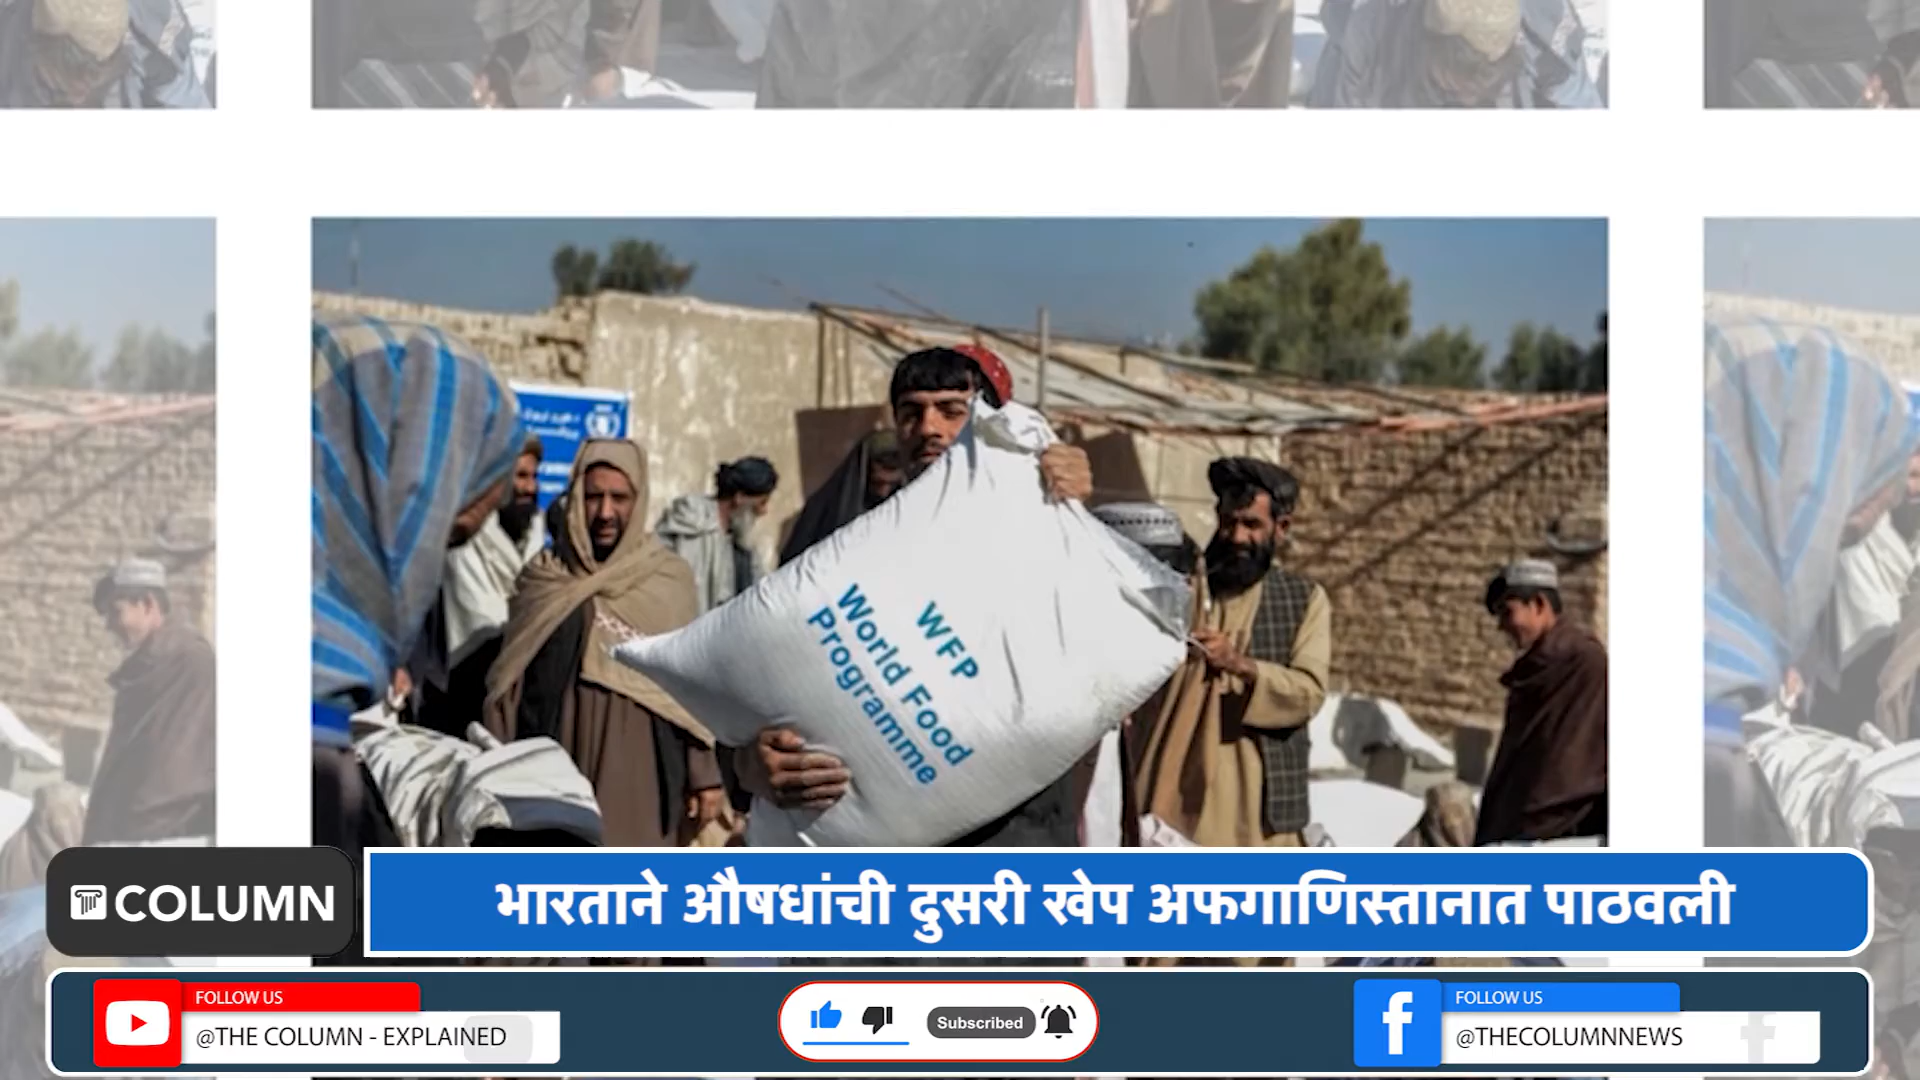 WFP
World Food
Programme
COLUMN
भारताने औषधांची दुसरी खेप अफगाणिस्तानात पाठवली
FOLLOW US
@THE COLUMN - EXPLAINED
Subscribed
FOLLOW US
@THECOLUMNNEWS